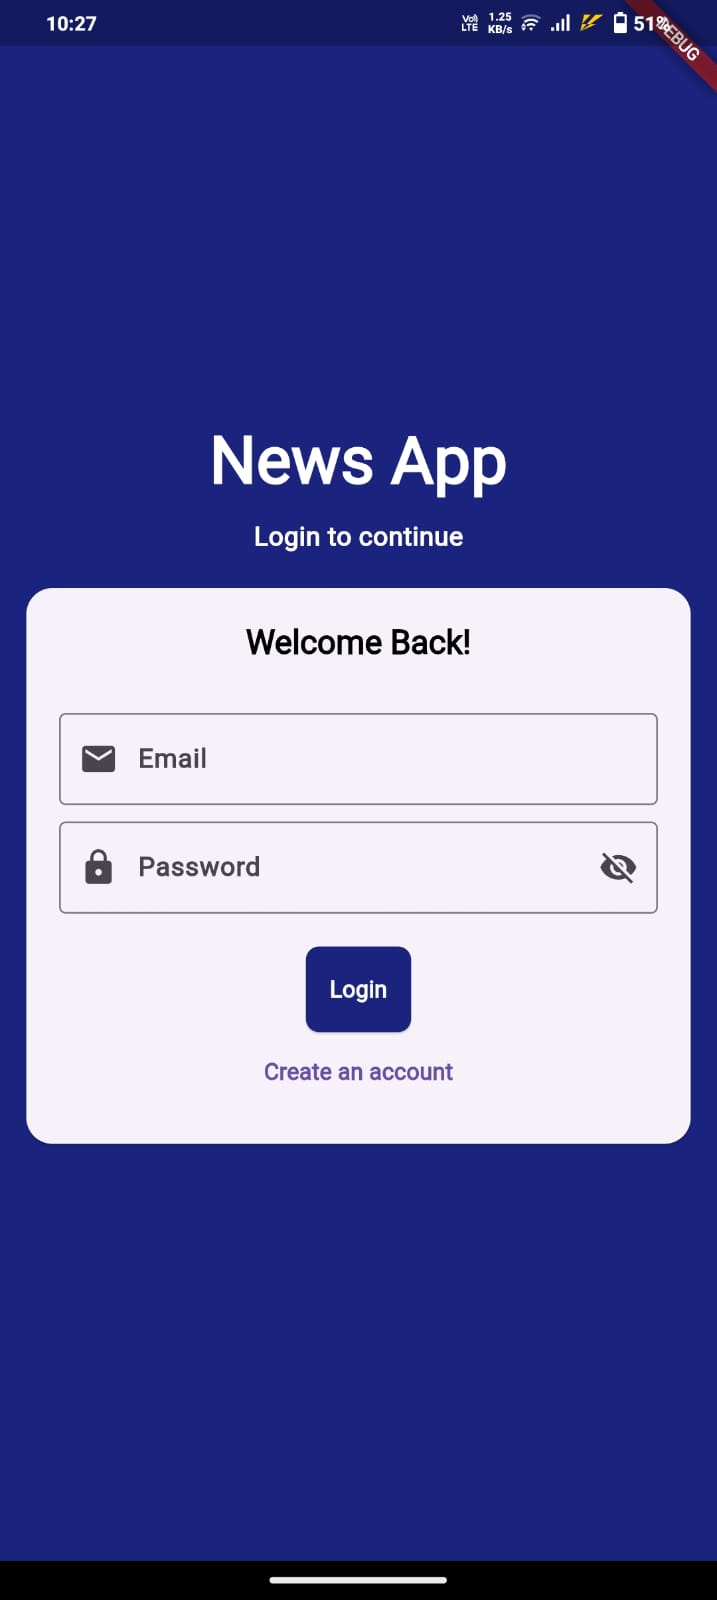 10:27
Vo) LTE
1.25 KB/s
51%
DEBUG
News App
Login to continue
Welcome Back!
Email
Password
Login
Create an account